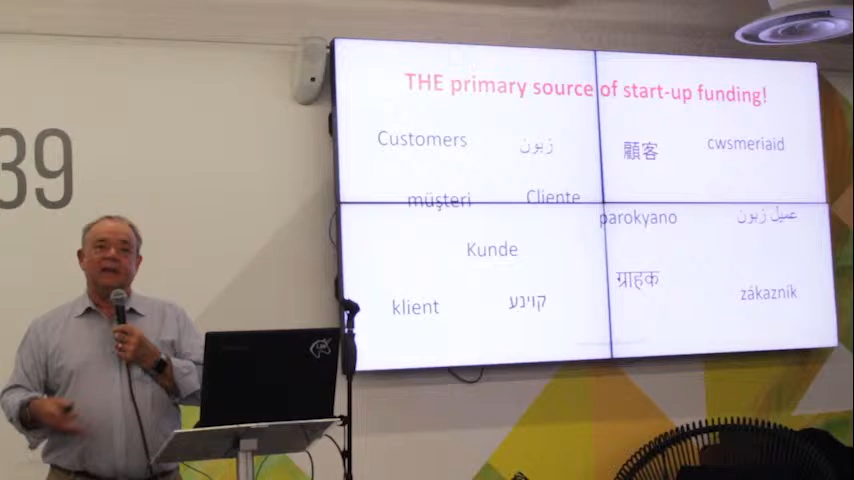 39
THE primary source of start-up funding!
Customers زبون 顧客 cwsmeriaid
müşteri Cliente
parokyano عميل زبون
Kunde
klient קוינע ग्राहक zákazník